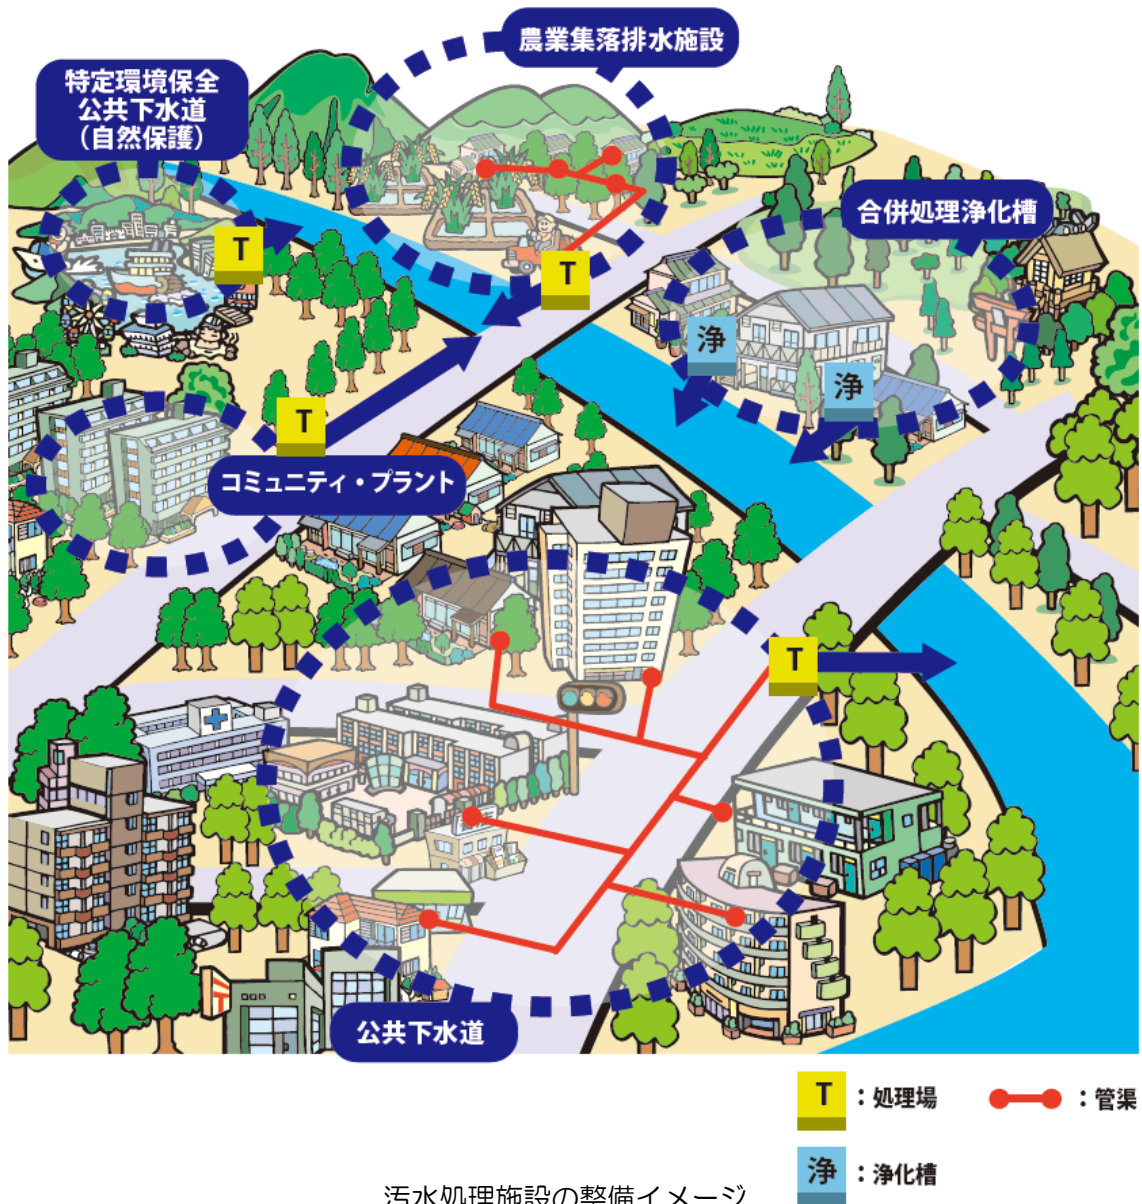 農業集落排水施設
特定環境保全
公共下水道
（自然保護）
合併処理浄化槽
T
T
浄
浄
T
コミュニティ・プラント
T
公共下水道
T：処理場
：管渠
浄：浄化槽
汚水処理施設の整備イメージ